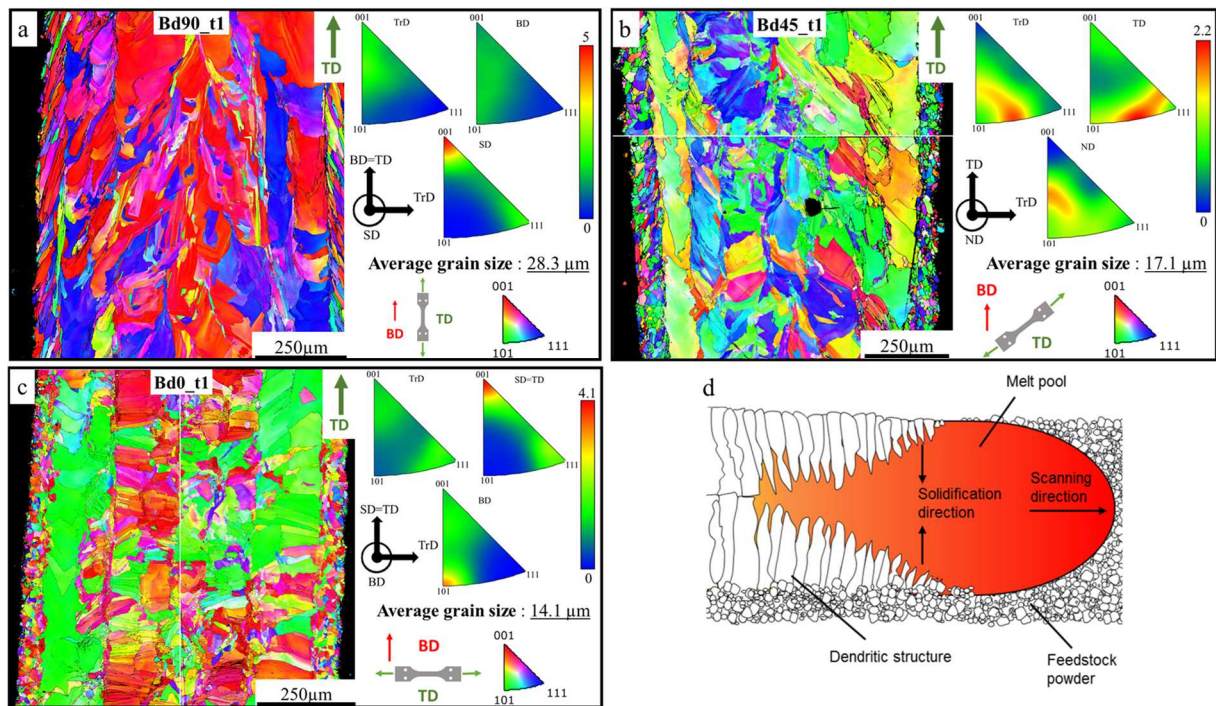 a
Bd90_t1
TD
001
TrD
101
111
001
BD
101
111
5
0
001
SD
101
111
BD=TD
TrD
SD
Average grain size : 28.3 µm
BD
TD
001
101
111
250µm
b
Bd45_t1
TD
001
TrD
101
111
001
TD
101
111
2.2
0
001
ND
101
111
TD
TrD
ND
Average grain size : 17.1 µm
BD
TD
001
101
111
250µm
c
Bd0_t1
TD
001
TrD
101
111
001
SD=TD
101
111
4.1
0
001
BD
101
111
SD=TD
TrD
BD
Average grain size : 14.1 µm
BD
TD
001
101
111
250µm
d
Melt pool
Scanning
direction
Solidification
direction
Dendritic structure
Feedstock
powder